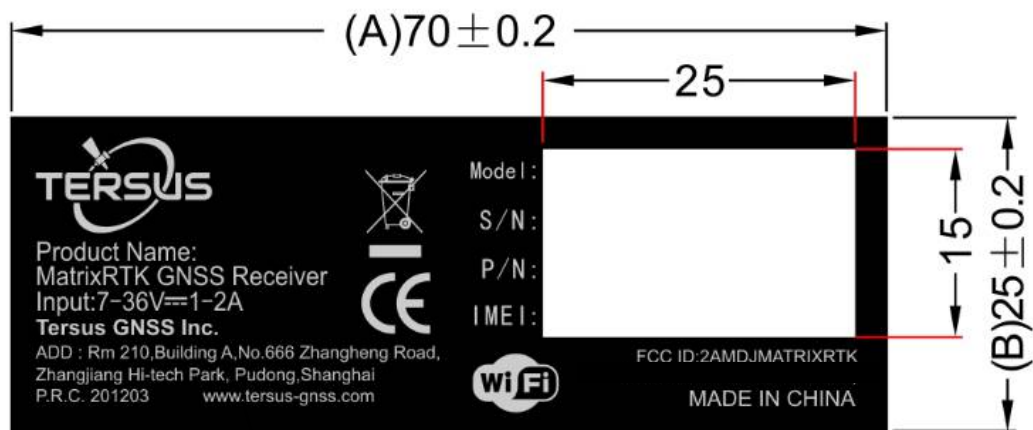 (A)70±0.2
25
TERSUS
Product Name:
MatrixRTK GNSS Receiver
Input:7-36V⎓1-2A
Tersus GNSS Inc.
ADD : Rm 210,Building A,No.666 Zhangheng Road,
Zhangjiang Hi-tech Park, Pudong,Shanghai
P.R.C. 201203 www.tersus-gnss.com
CE
Model:
S/N:
P/N:
IMEI:
WiFi
FCC ID:2AMDJMATRIXRTK
MADE IN CHINA
15
(B)25±0.2